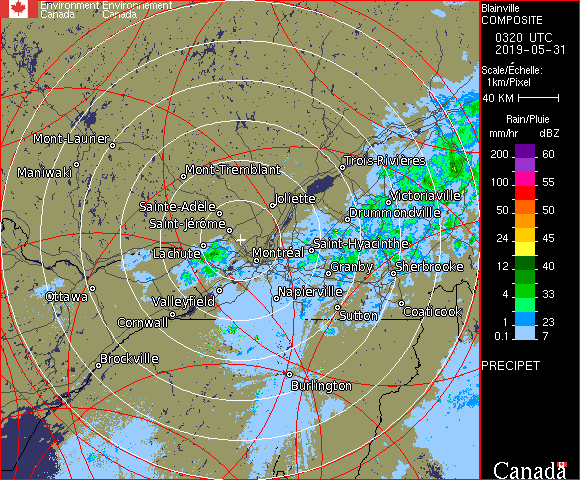 Environment Environnement
Canada Canada
Blainville
COMPOSITE
0320 UTC
2019-05-31
Scale/Échelle:
1km/Pixel
40 KM
Rain/Pluie
mm/hr dBZ
200 60
100 55
50 50
24 45
12 40
4 33
1 23
0.1 7
PRECIPET
Canada
Mont-Laurier
Maniwaki
Mont-Tremblant
Trois-Rivières
Sainte-Adèle
Joliette
Victoriaville
Drummondville
Saint-Jérôme
Lachute
Montréal
Saint-Hyacinthe
Granby
Sherbrooke
Ottawa
Valleyfield
Napierville
Cornwall
Sutton
Coaticook
Brockville
Burlington